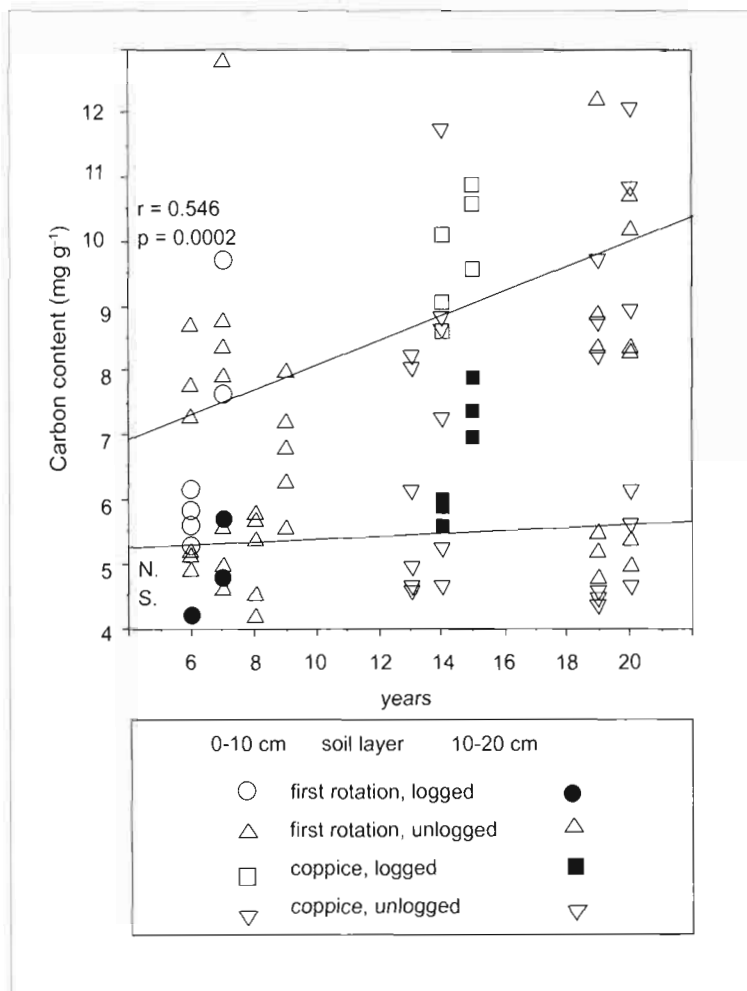 12
11
10
9
8
7
6
5
4
Carbon content (mg g⁻¹)
r = 0.546
p = 0.0002
N.
S.
6 8 10 12 14 16 18 20
years
0-10 cm soil layer 10-20 cm
first rotation, logged
first rotation, unlogged
coppice, logged
coppice, unlogged